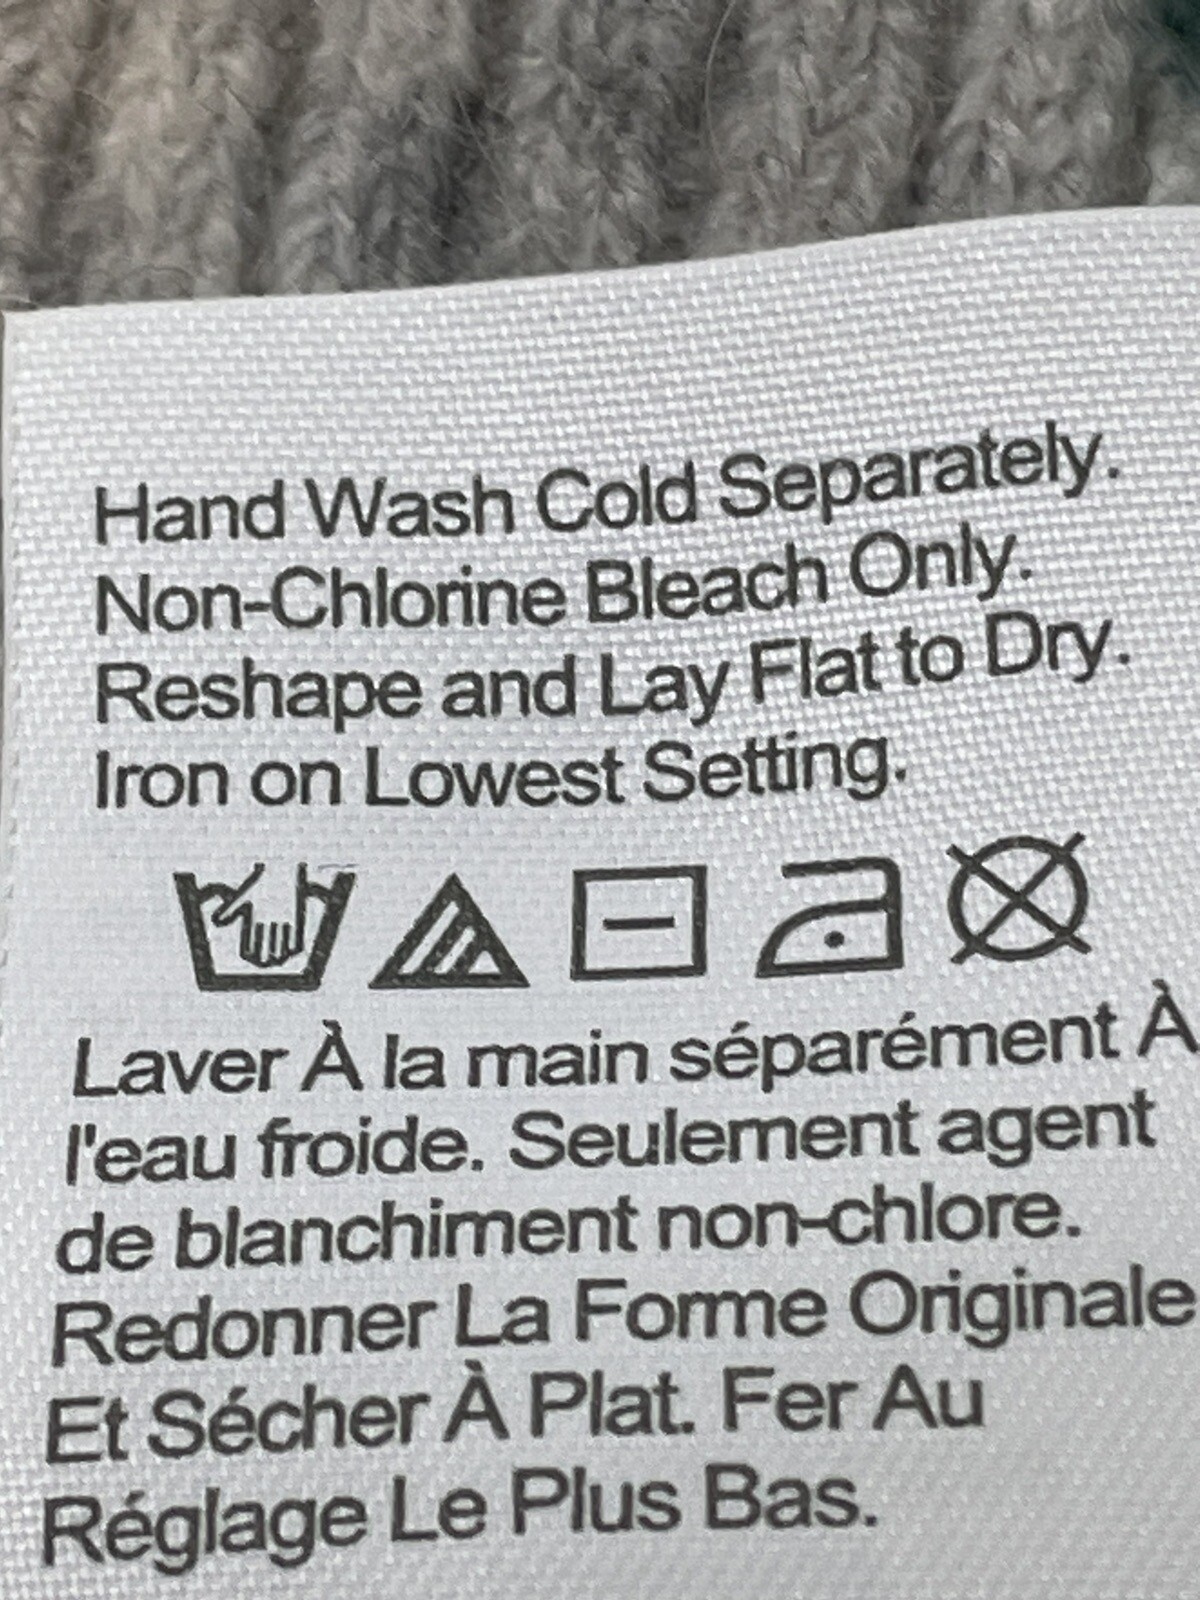 Hand Wash Cold Separately.
Non-Chlorine Bleach Only.
Reshape and Lay Flat to Dry.
Iron on Lowest Setting.
Laver À la main séparément À
l'eau froide. Seulement agent
de blanchiment non-chlore.
Redonner La Forme Originale
Et Sécher À Plat. Fer Au
Réglage Le Plus Bas.